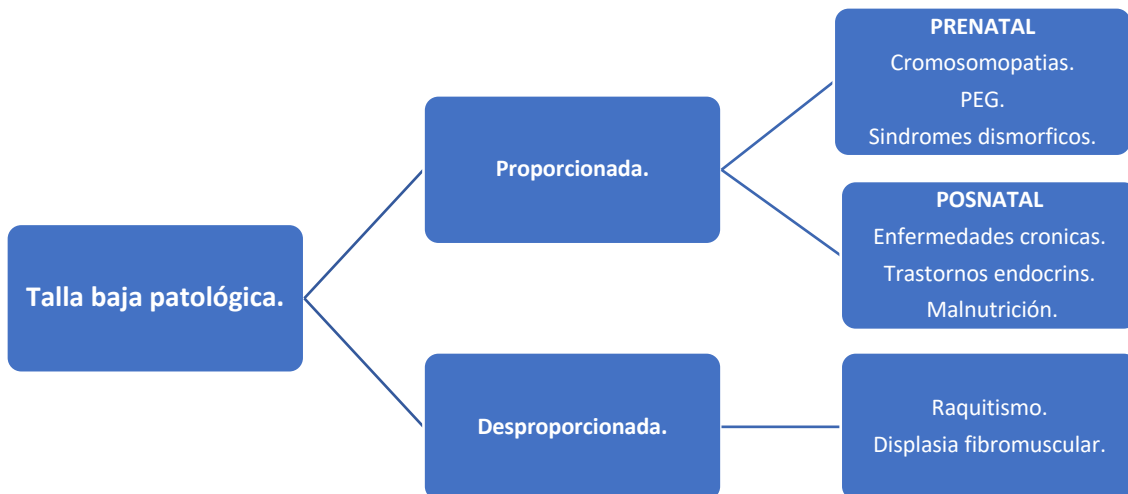 Talla baja patológica.
Proporcionada.
PRENATAL
Cromosomopatias.
PEG.
Sindromes dismorficos.
POSNATAL
Enfermedades cronicas.
Trastornos endocrins.
Malnutrición.
Desproporcionada.
Raquitismo.
Displasia fibromuscular.